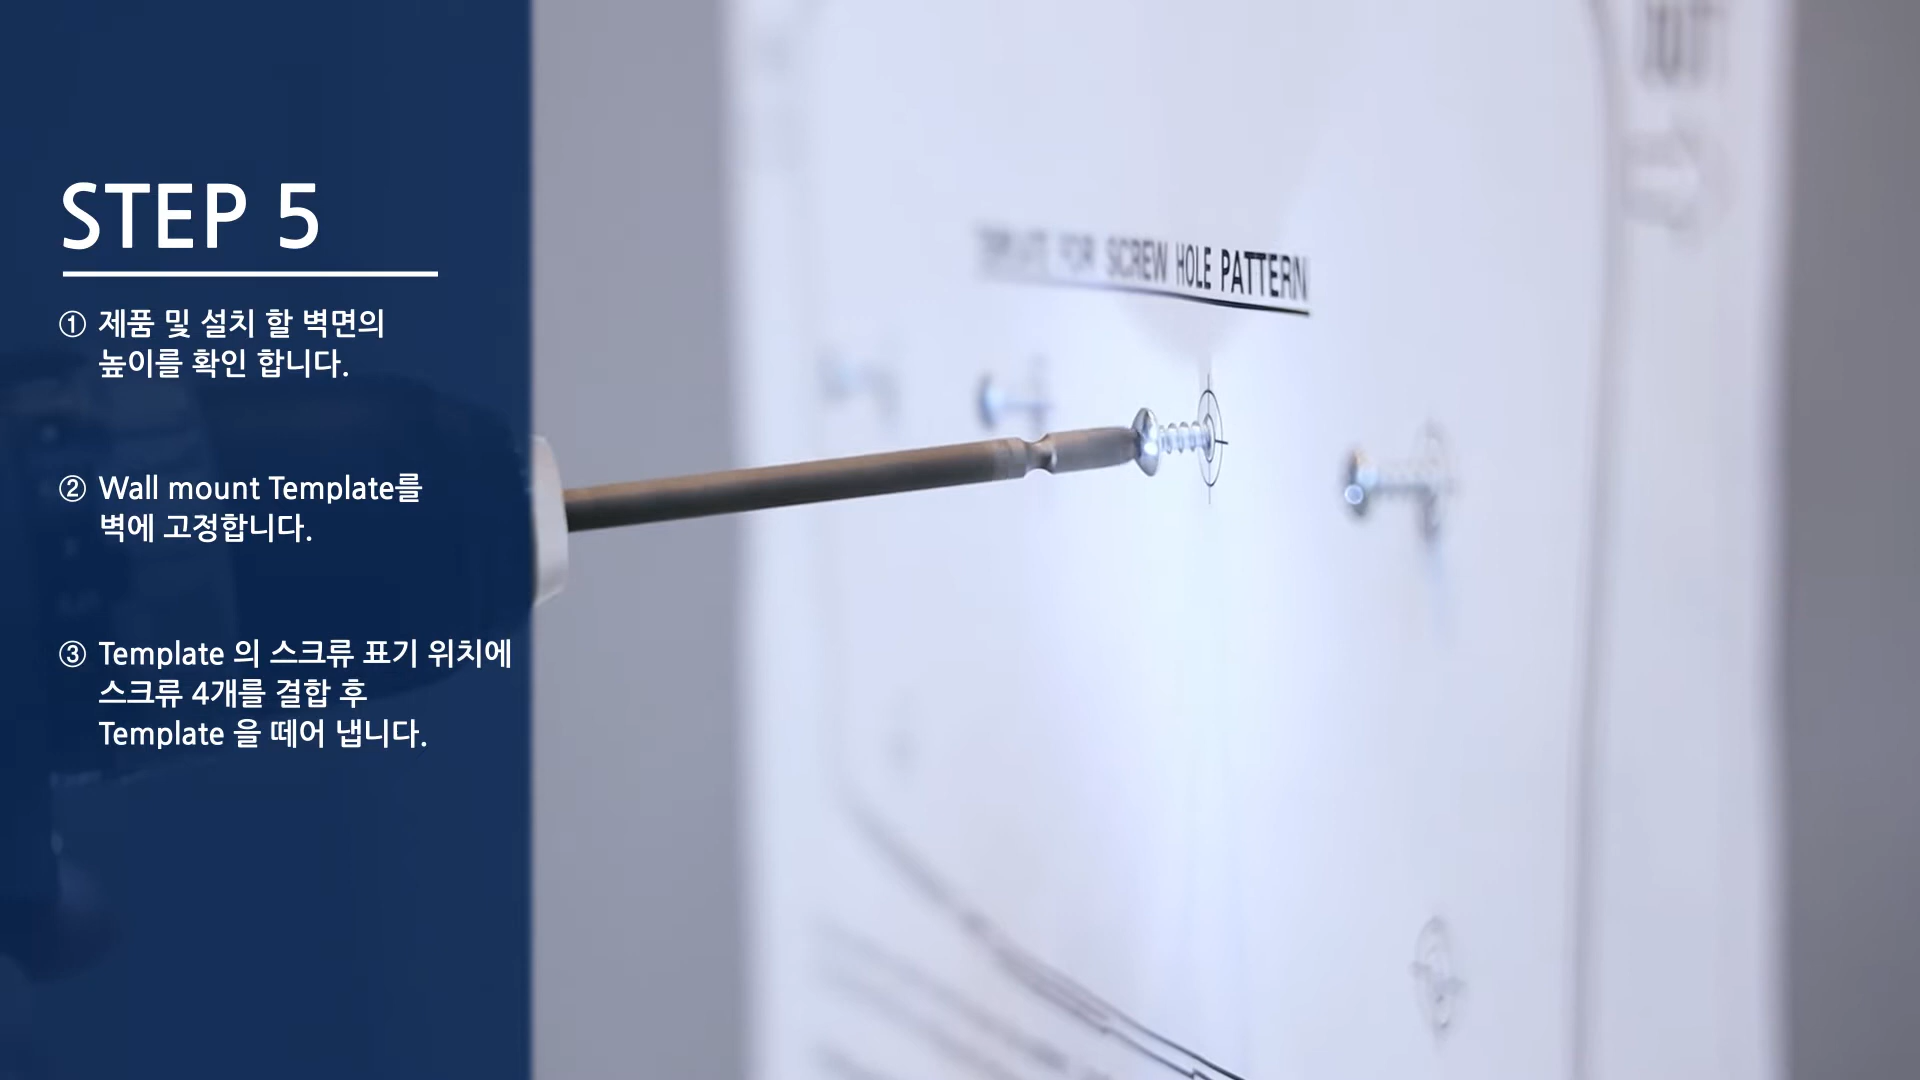 STEP 5
① 제품 및 설치 할 벽면의
높이를 확인 합니다.
② Wall mount Template를
벽에 고정합니다.
③ Template 의 스크류 표기 위치에
스크류 4개를 결합 후
Template 을 떼어 냅니다.
TEMPLATE FOR SCREW HOLE PATTERN